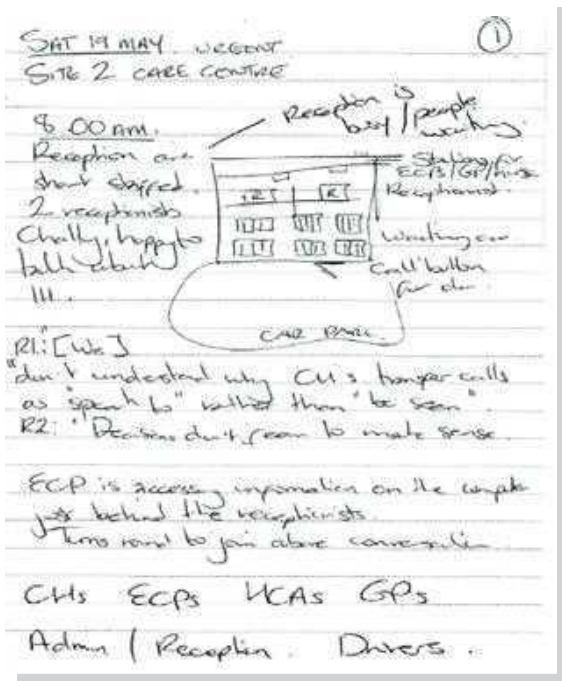 ①
SAT 19 MAY. URGENT
SITE 2 CARE CENTRE
8.00 AM.
Reception is
busy / people
waiting.
Reception are
short staffed.
2 receptionists
Chatty, happy to
talk about
111.
Station for
ECPs/GP/nurse
Receptionist.
R R
Waiting area
Call button
for door.
CAR PARK.
R1: [We]
"don't understand why CH's transfer calls
as "speak to" rather than "be seen".
R2: "Decisions don't seem to make sense.
ECP is accessing information on the computer
just behind the receptionists.
Turns round to join above conversation.
CHs ECPs HCAs GPs
Admin / Reception. Drivers.